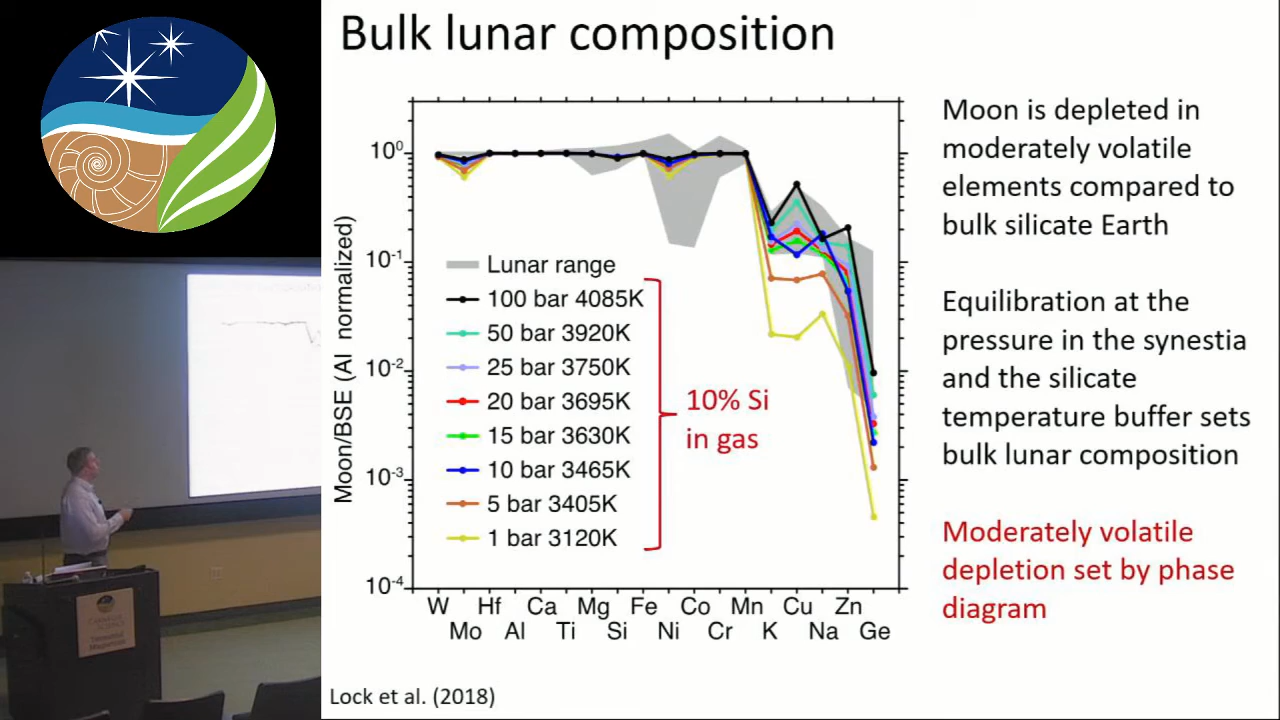 Bulk lunar composition
Moon/BSE (Al normalized)
10⁰
10⁻¹
10⁻²
10⁻³
10⁻⁴
Lunar range
100 bar 4085K
50 bar 3920K
25 bar 3750K
20 bar 3695K
15 bar 3630K
10 bar 3465K
5 bar 3405K
1 bar 3120K
10% Si
in gas
W Hf Ca Mg Fe Co Mn Cu Zn
Mo Al Ti Si Ni Cr K Na Ge
Moon is depleted in
moderately volatile
elements compared to
bulk silicate Earth
Equilibration at the
pressure in the synestia
and the silicate
temperature buffer sets
bulk lunar composition
Moderately volatile
depletion set by phase
diagram
Lock et al. (2018)